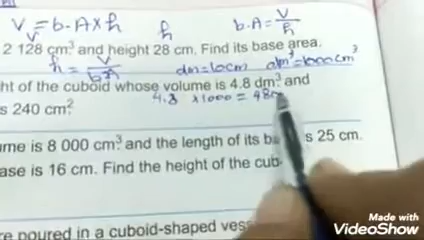 V = b.A x h h b.A = V/h
2 128 cm³ and height 28 cm. Find its base area.
h = V/b.A dm = 10cm dm³ = 1000cm³
ht of the cuboid whose volume is 4.8 dm³ and
4.8 x1000 = 480
s 240 cm²
me is 8 000 cm³ and the length of its ba s 25 cm.
ase is 16 cm. Find the height of the cub
re poured in a cuboid-shaped ves
Made with
VideoShow